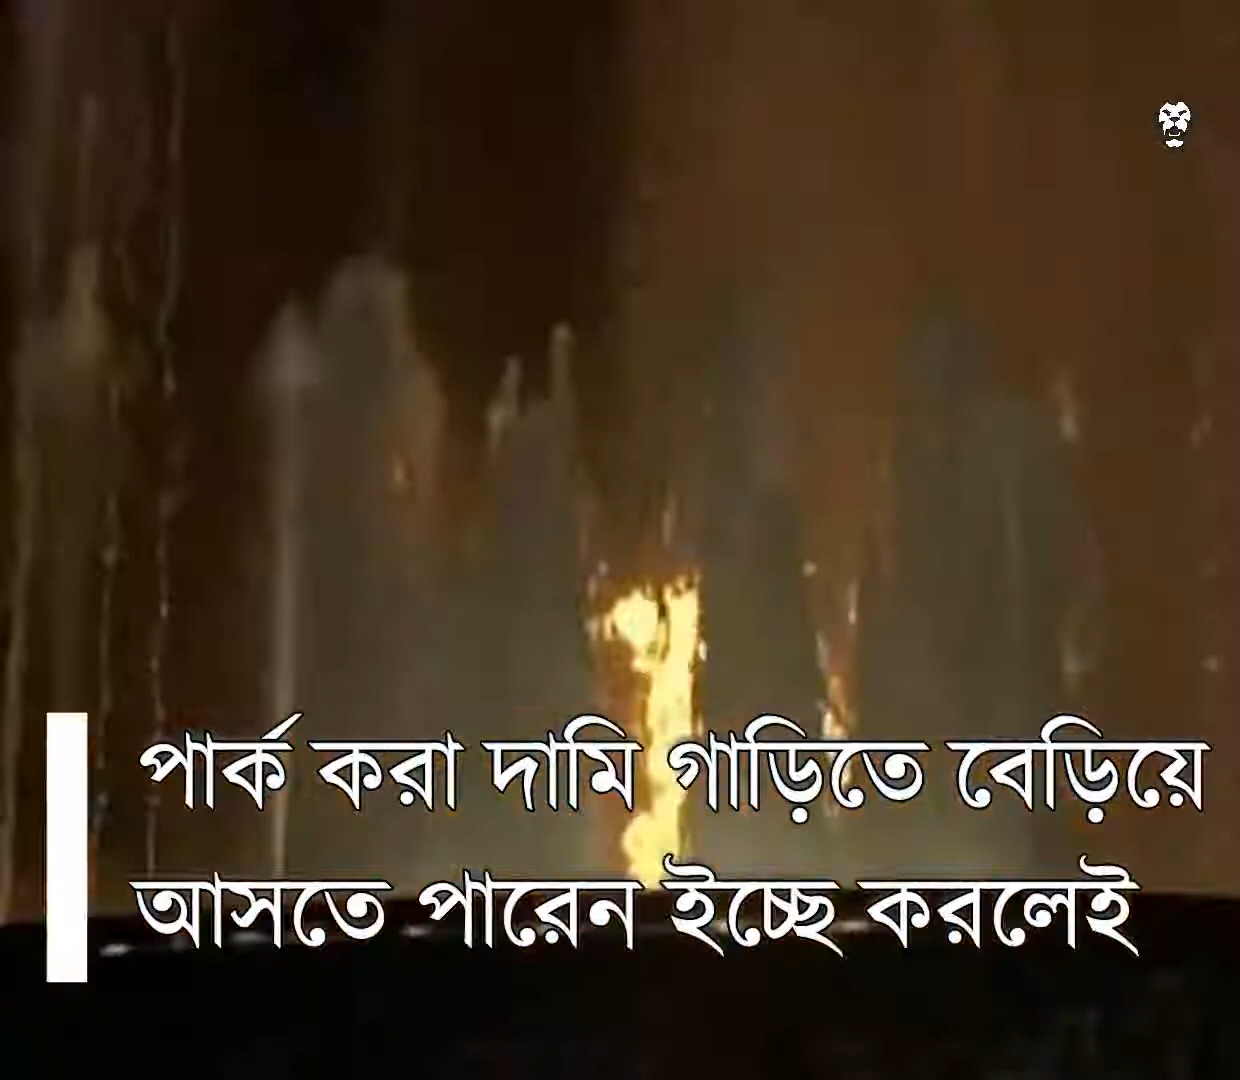 পার্ক করা দামি গাড়িতে বেড়িয়ে
আসতে পারেন ইচ্ছে করলেই